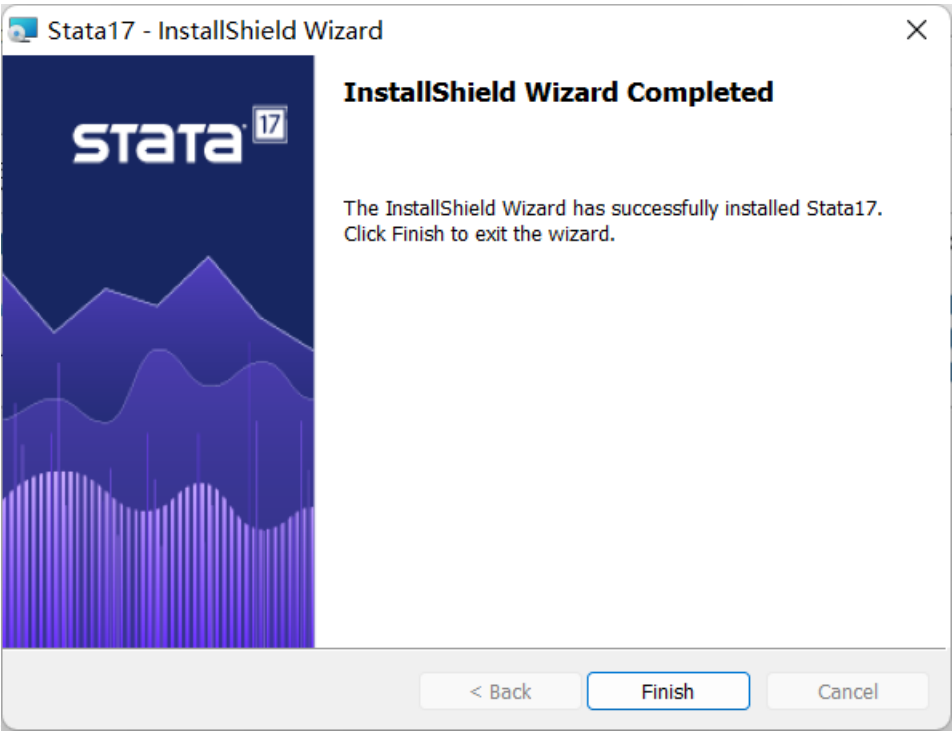 Stata17 - InstallShield Wizard
STATA 17
InstallShield Wizard Completed
The InstallShield Wizard has successfully installed Stata17.
Click Finish to exit the wizard.
< Back
Finish
Cancel